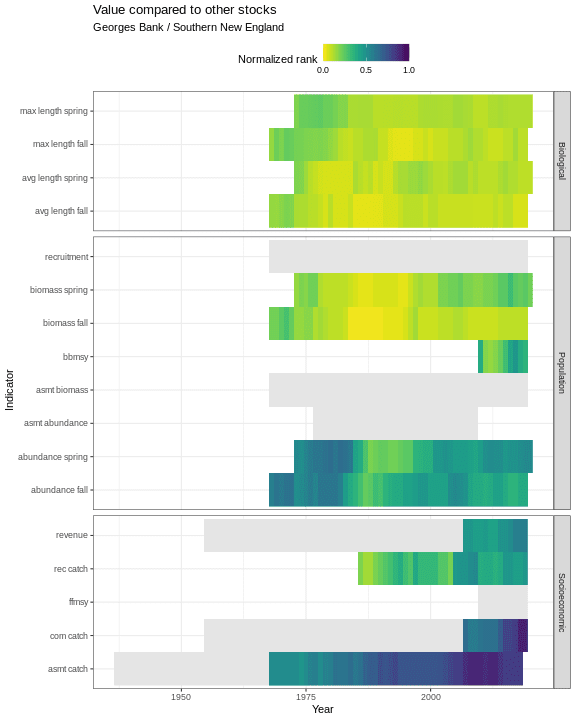 Value compared to other stocks
Georges Bank / Southern New England
Normalized rank
0.0 0.5 1.0
max length spring
max length fall
avg length spring
avg length fall
Biological
recruitment
biomass spring
biomass fall
bbmsy
asmt biomass
asmt abundance
abundance spring
abundance fall
Population
revenue
rec catch
ffmsy
com catch
asmt catch
Socioeconomic
Indicator
1950 1975 2000
Year